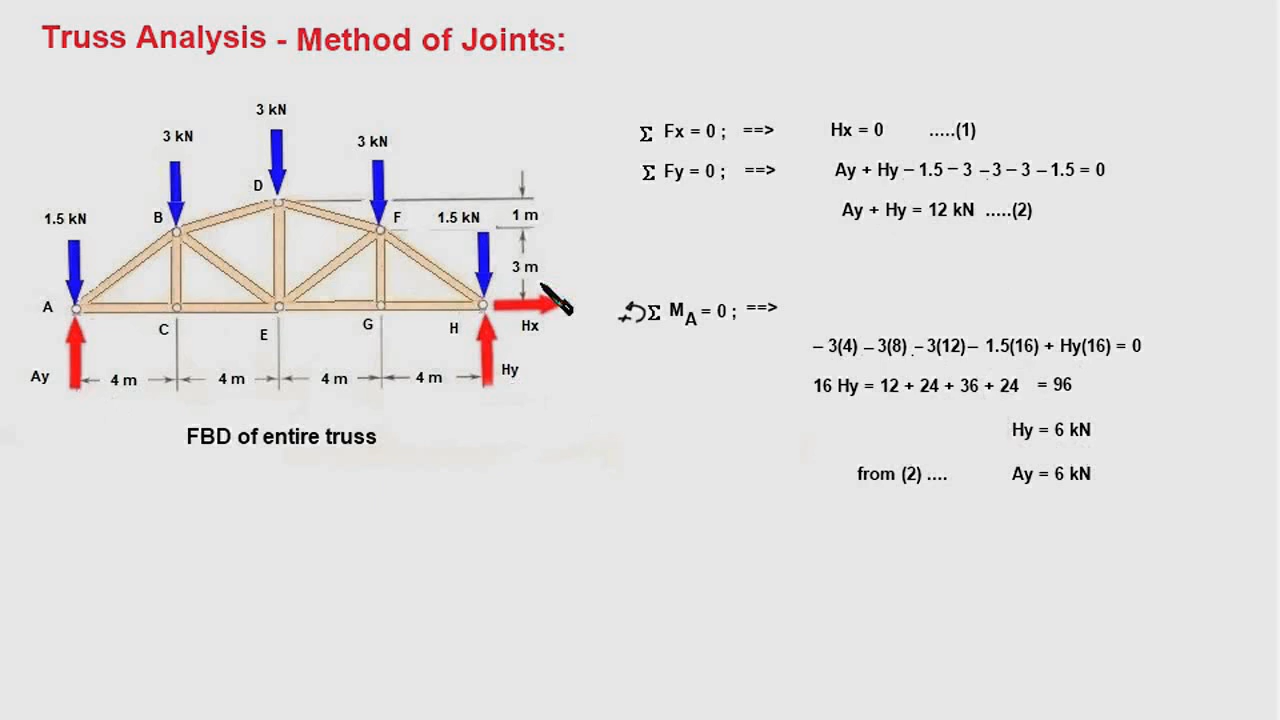 Truss Analysis - Method of Joints:
3 kN
3 kN
3 kN
D
1.5 kN
B
F
1.5 kN
1 m
3 m
A
C
E
G
H
Hx
Ay
4 m
4 m
4 m
4 m
Hy
FBD of entire truss
Σ Fx = 0 ; ==> Hx = 0 .....(1)
Σ Fy = 0 ; ==> Ay + Hy – 1.5 – 3 – 3 – 3 – 1.5 = 0
Ay + Hy = 12 kN .....(2)
Σ MA = 0 ; ==>
– 3(4) – 3(8) – 3(12) – 1.5(16) + Hy(16) = 0
16 Hy = 12 + 24 + 36 + 24 = 96
Hy = 6 kN
from (2) .... Ay = 6 kN